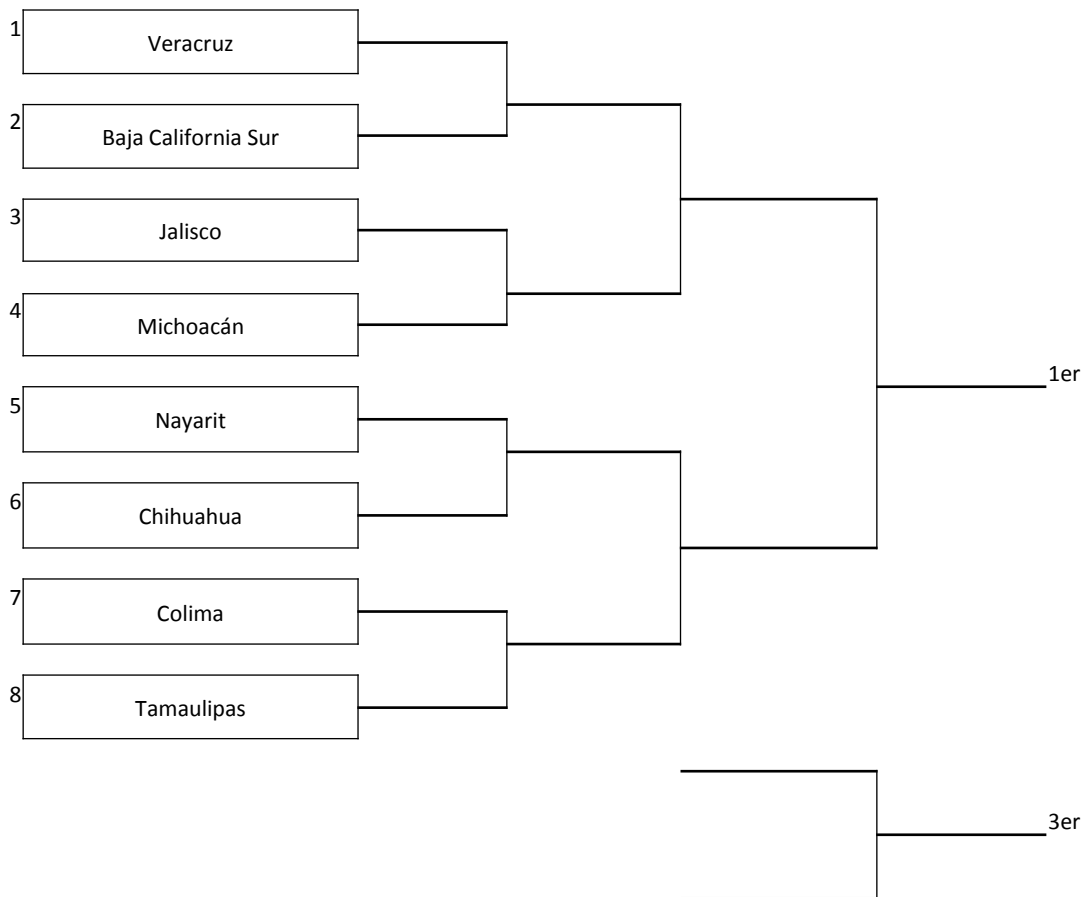 1
Veracruz
2
Baja California Sur
3
Jalisco
4
Michoacán
1er
5
Nayarit
6
Chihuahua
7
Colima
8
Tamaulipas
3er